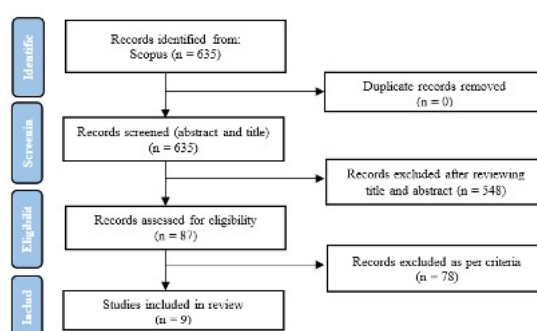 Identific
Records identified from:
Scopus (n = 635)
Duplicate records removed
(n = 0)
Screenin
Records screened (abstract and title)
(n = 635)
Records excluded after reviewing
title and abstract (n = 548)
Eligibilit
Records assessed for eligibility
(n = 87)
Records excluded as per criteria
(n = 78)
Includ
Studies included in review
(n = 9)